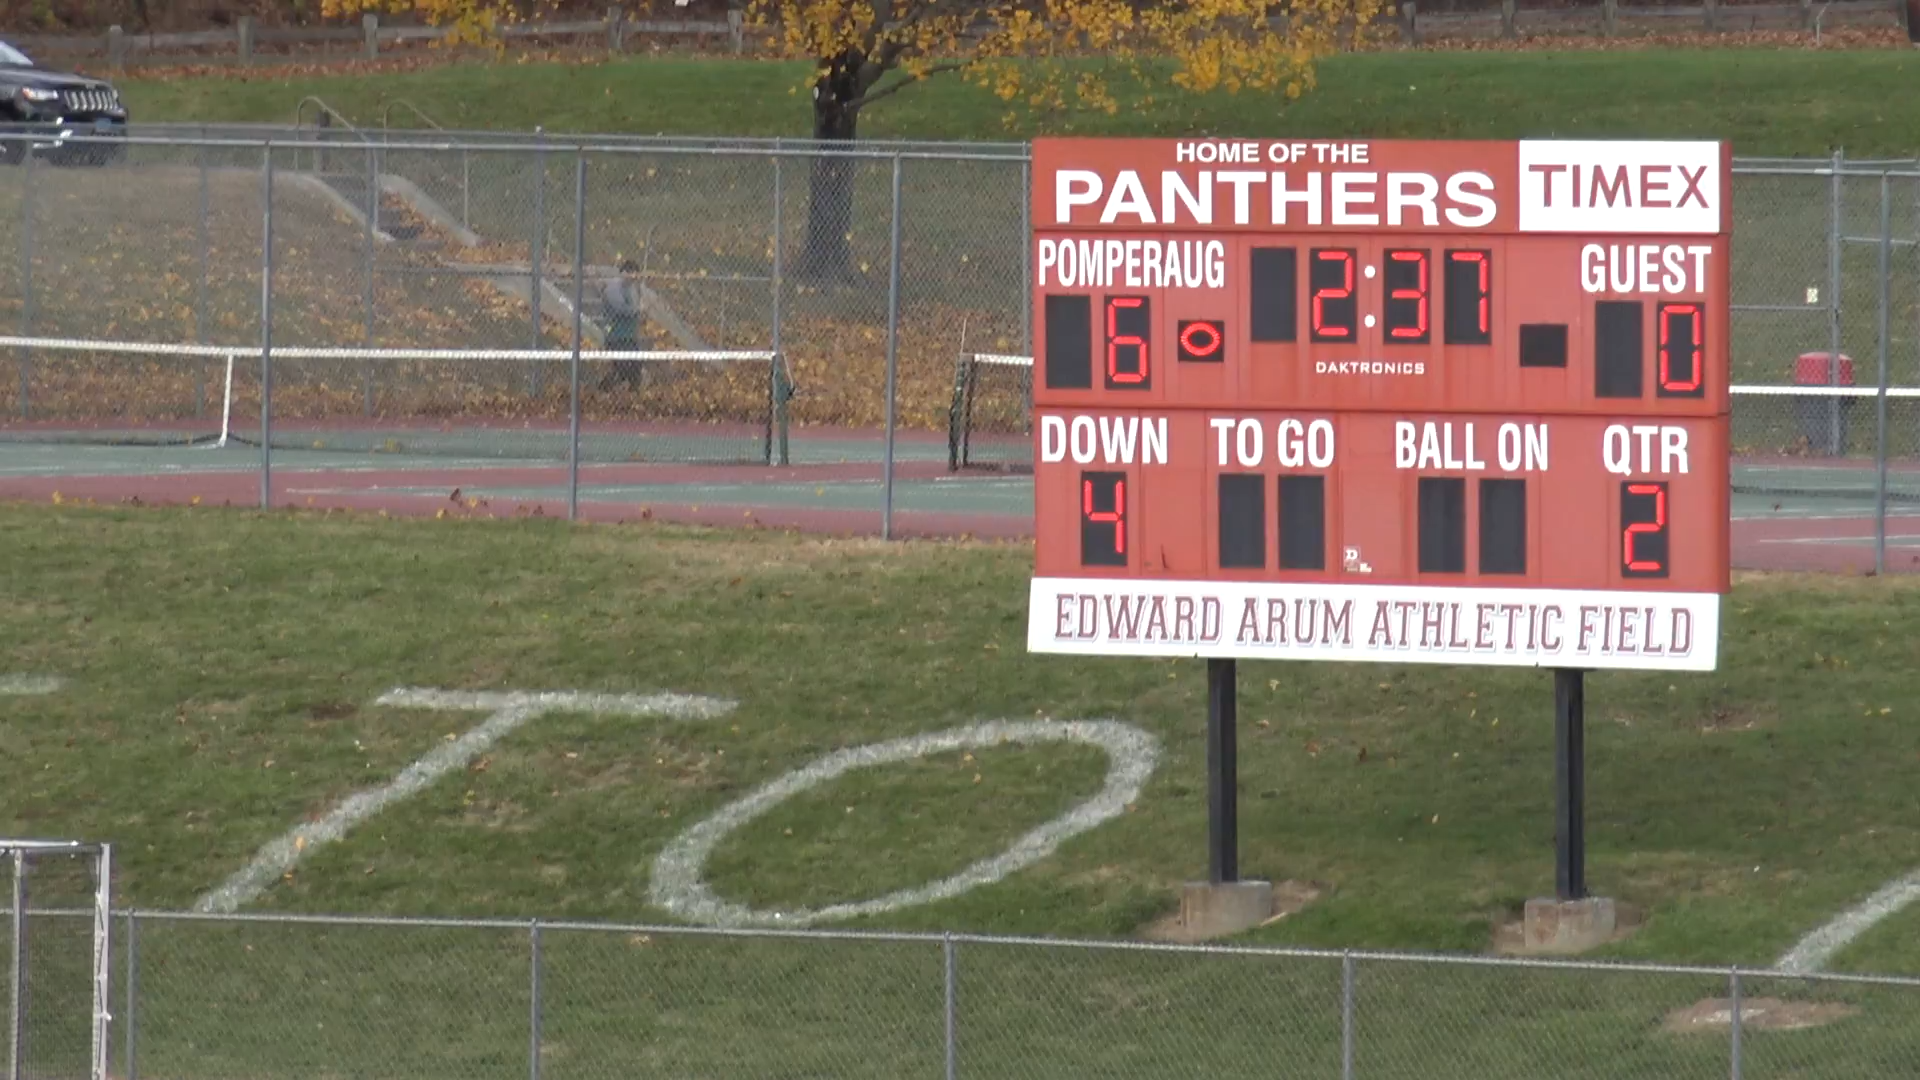 HOME OF THE
PANTHERS
TIMEX
POMPERAUG 2:37 GUEST
6 0
DAKTRONICS
DOWN TO GO BALL ON QTR
4 2
EDWARD ARUM ATHLETIC FIELD
TO